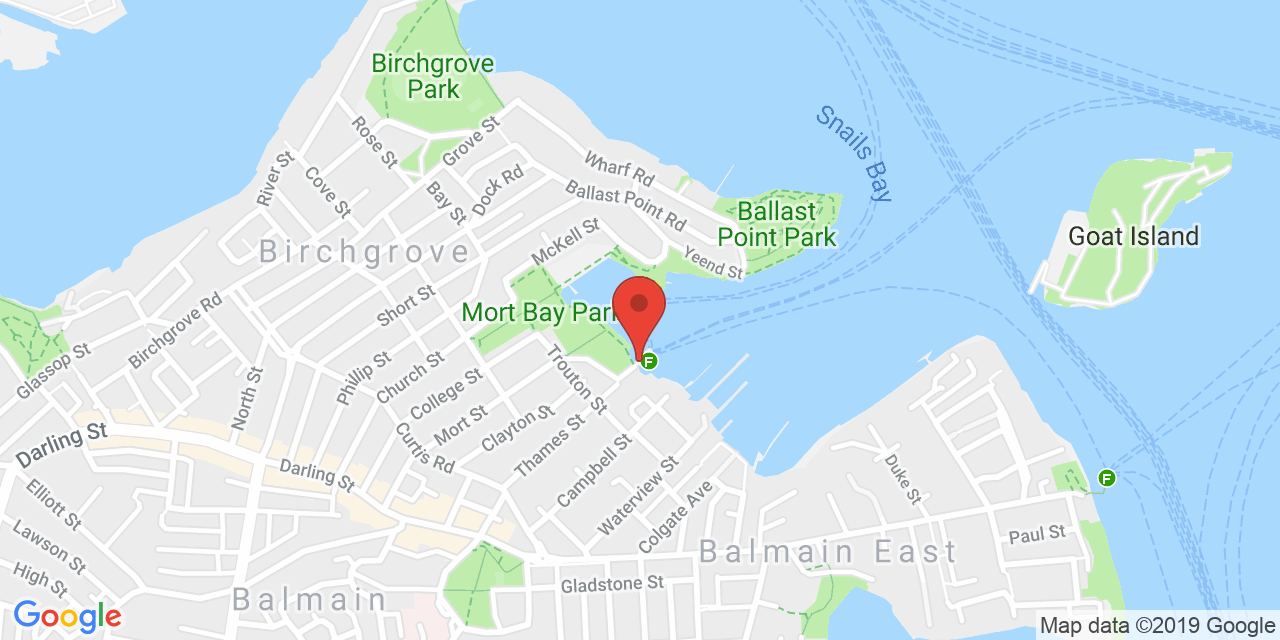 Birchgrove
Park
Snails Bay
Rose St
Grove St
Wharf Rd
River St
Cove St
Bay St
Dock Rd
Ballast Point Rd
Ballast
Point Park
Goat Island
Birchgrove
McKell St
Yeend St
Short St
Mort Bay Park
Birchgrove Rd
Glassop St
Phillip St
Church St
Trouton St
North St
College St
Mort St
Clayton St
Darling St
Curtis Rd
Thames St
Darling St
Campbell St
Waterview St
Colgate Ave
Duke St
F
F
Elliott St
Lawson St
High St
Paul St
Balmain East
Gladstone St
Balmain
Google
Map data ©2019 Google